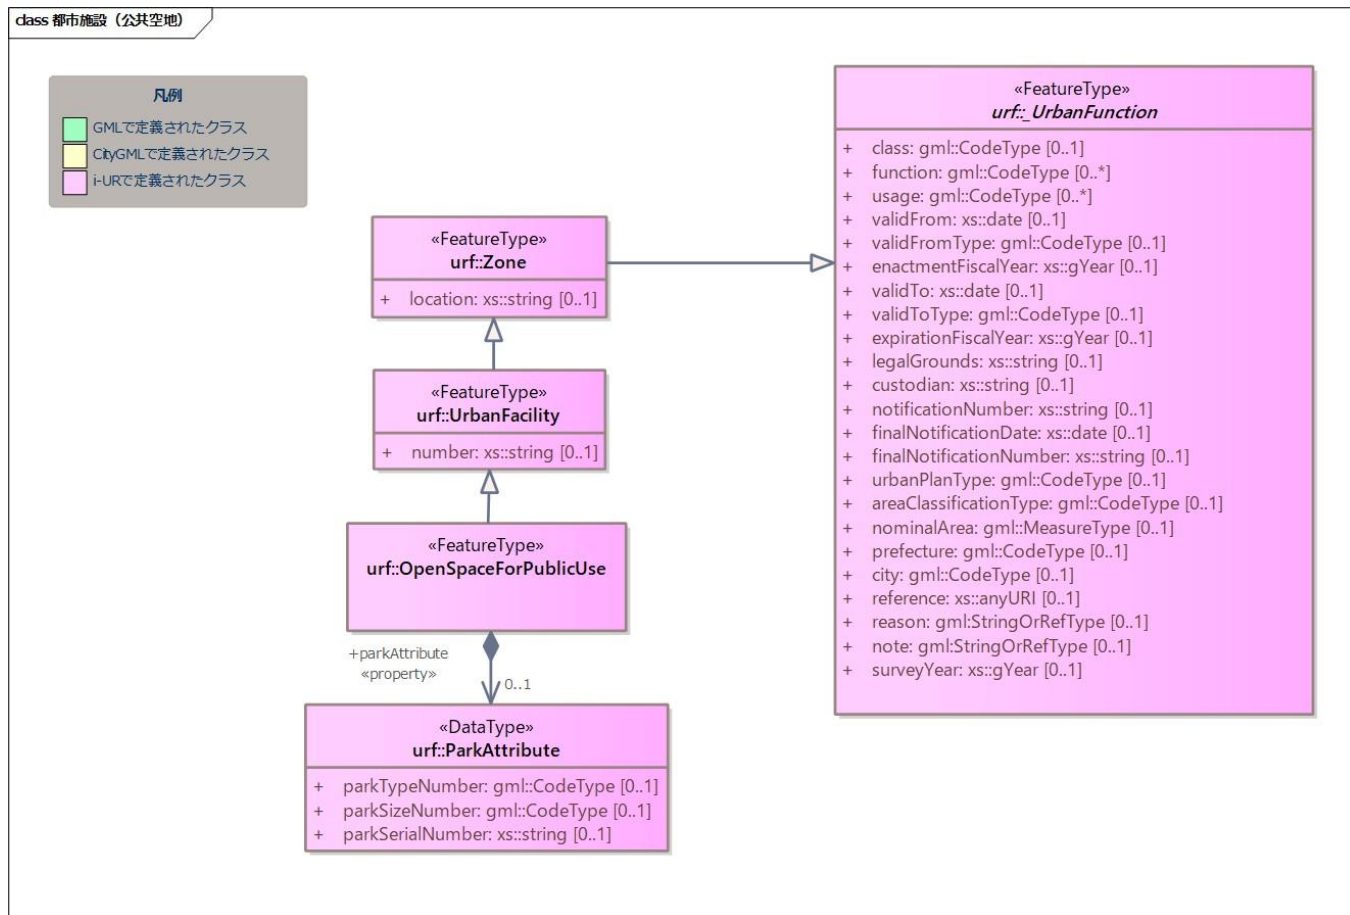 class 都市施設（公共空地）
凡例
GMLで定義されたクラス
CityGMLで定義されたクラス
i-URで定義されたクラス
«FeatureType»
urf::_UrbanFunction
+ class: gml::CodeType [0..1]
+ function: gml::CodeType [0..*]
+ usage: gml::CodeType [0..*]
+ validFrom: xs::date [0..1]
+ validFromType: gml::CodeType [0..1]
+ enactmentFiscalYear: xs::gYear [0..1]
+ validTo: xs::date [0..1]
+ validToType: gml::CodeType [0..1]
+ expirationFiscalYear: xs::gYear [0..1]
+ legalGrounds: xs::string [0..1]
+ custodian: xs::string [0..1]
+ notificationNumber: xs::string [0..1]
+ finalNotificationDate: xs::date [0..1]
+ finalNotificationNumber: xs::string [0..1]
+ urbanPlanType: gml::CodeType [0..1]
+ areaClassificationType: gml::CodeType [0..1]
+ nominalArea: gml::MeasureType [0..1]
+ prefecture: gml::CodeType [0..1]
+ city: gml::CodeType [0..1]
+ reference: xs::anyURI [0..1]
+ reason: gml:StringOrRefType [0..1]
+ note: gml:StringOrRefType [0..1]
+ surveyYear: xs::gYear [0..1]
«FeatureType»
urf::Zone
+ location: xs::string [0..1]
«FeatureType»
urf::UrbanFacility
+ number: xs::string [0..1]
«FeatureType»
urf::OpenSpaceForPublicUse
+parkAttribute
«property»
0..1
«DataType»
urf::ParkAttribute
+ parkTypeNumber: gml::CodeType [0..1]
+ parkSizeNumber: gml::CodeType [0..1]
+ parkSerialNumber: xs::string [0..1]